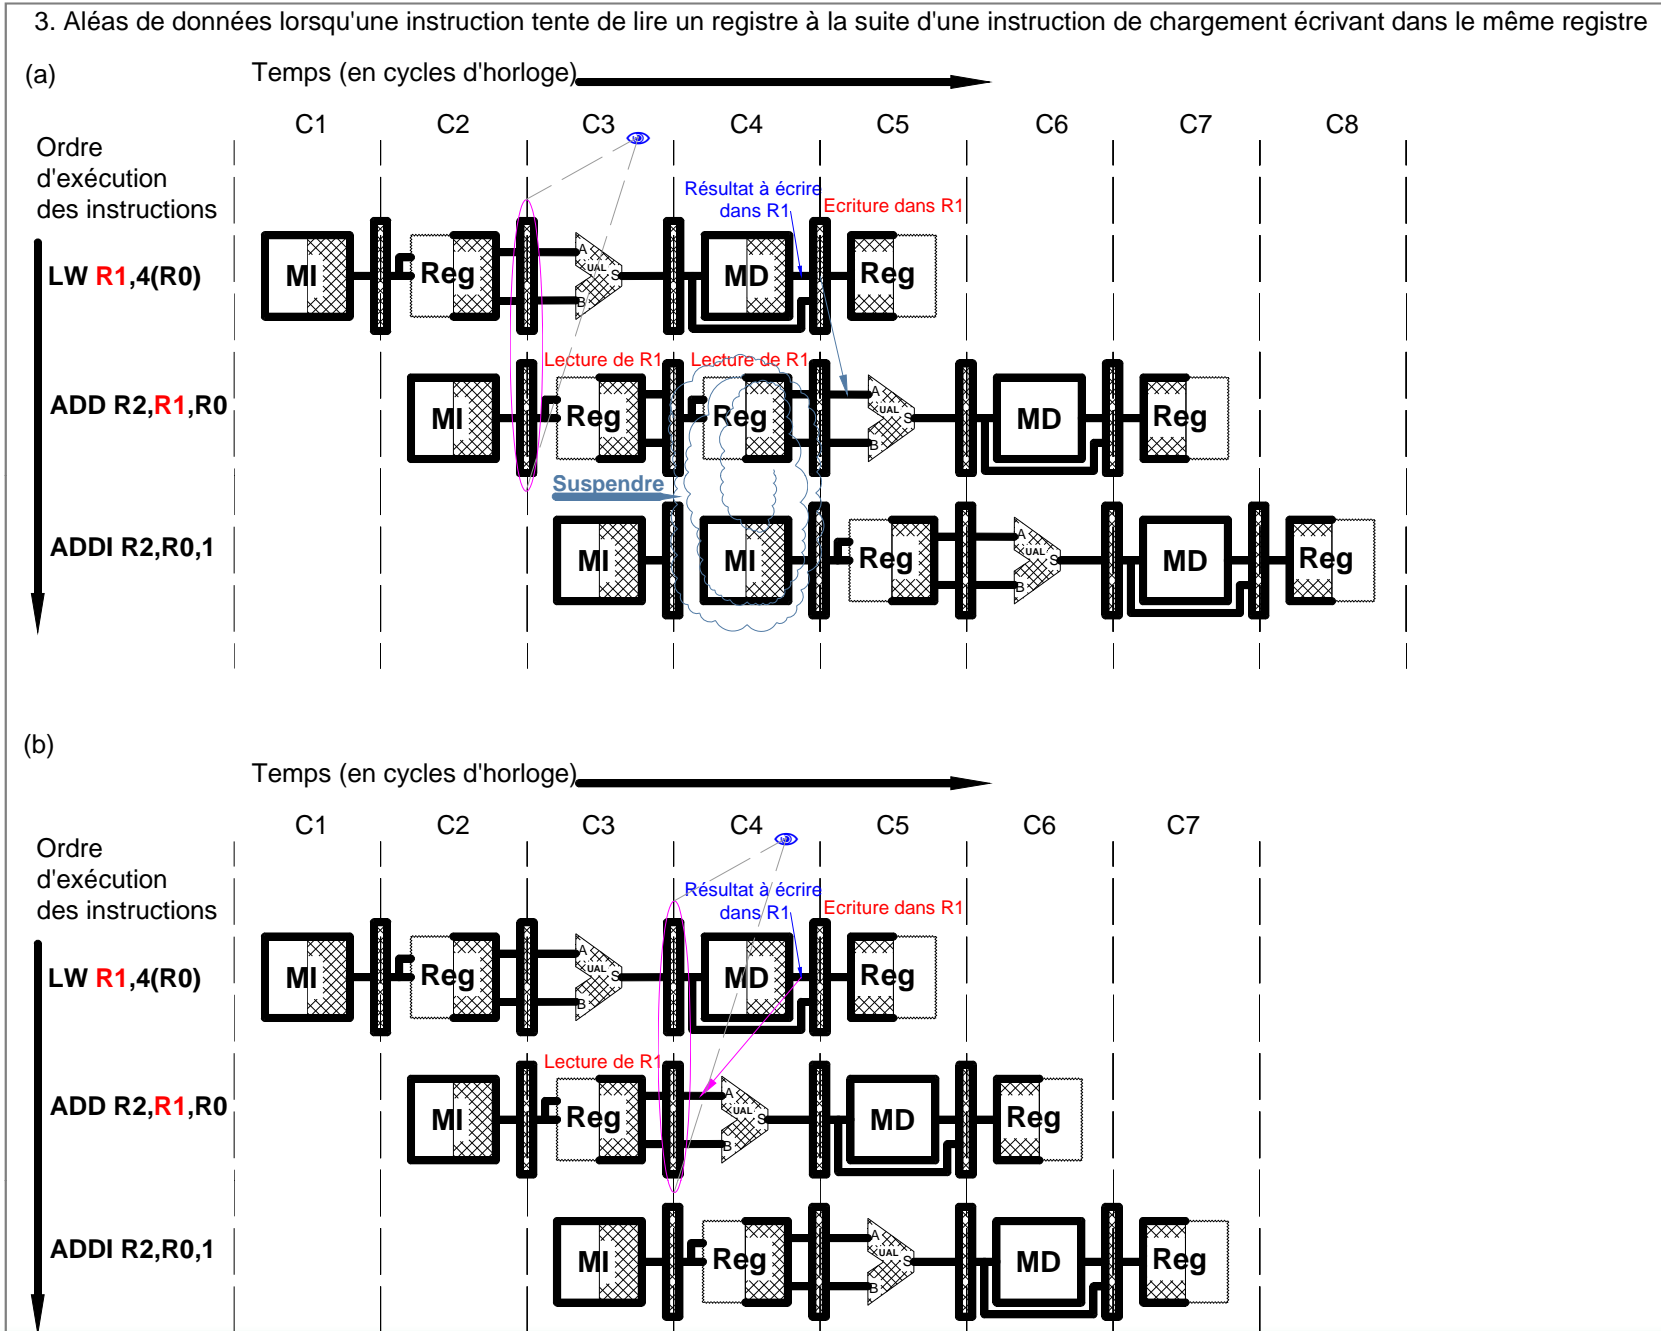 3. Aléas de données lorsqu'une instruction tente de lire un registre à la suite d'une instruction de chargement écrivant dans le même registre
(a)
Temps (en cycles d'horloge)
C1 C2 C3 C4 C5 C6 C7 C8
Ordre
d'exécution
des instructions
Résultat à écrire
dans R1
Ecriture dans R1
LW R1,4(R0)
MI Reg A UAL S B MD Reg
Lecture de R1 Lecture de R1
ADD R2,R1,R0
MI Reg Reg A UAL S B MD Reg
Suspendre
ADDI R2,R0,1
MI MI Reg A UAL S B MD Reg
(b)
Temps (en cycles d'horloge)
C1 C2 C3 C4 C5 C6 C7
Ordre
d'exécution
des instructions
Résultat à écrire
dans R1
Ecriture dans R1
LW R1,4(R0)
MI Reg A UAL S B MD Reg
Lecture de R1
ADD R2,R1,R0
MI Reg A UAL S B MD Reg
ADDI R2,R0,1
MI Reg A UAL S B MD Reg